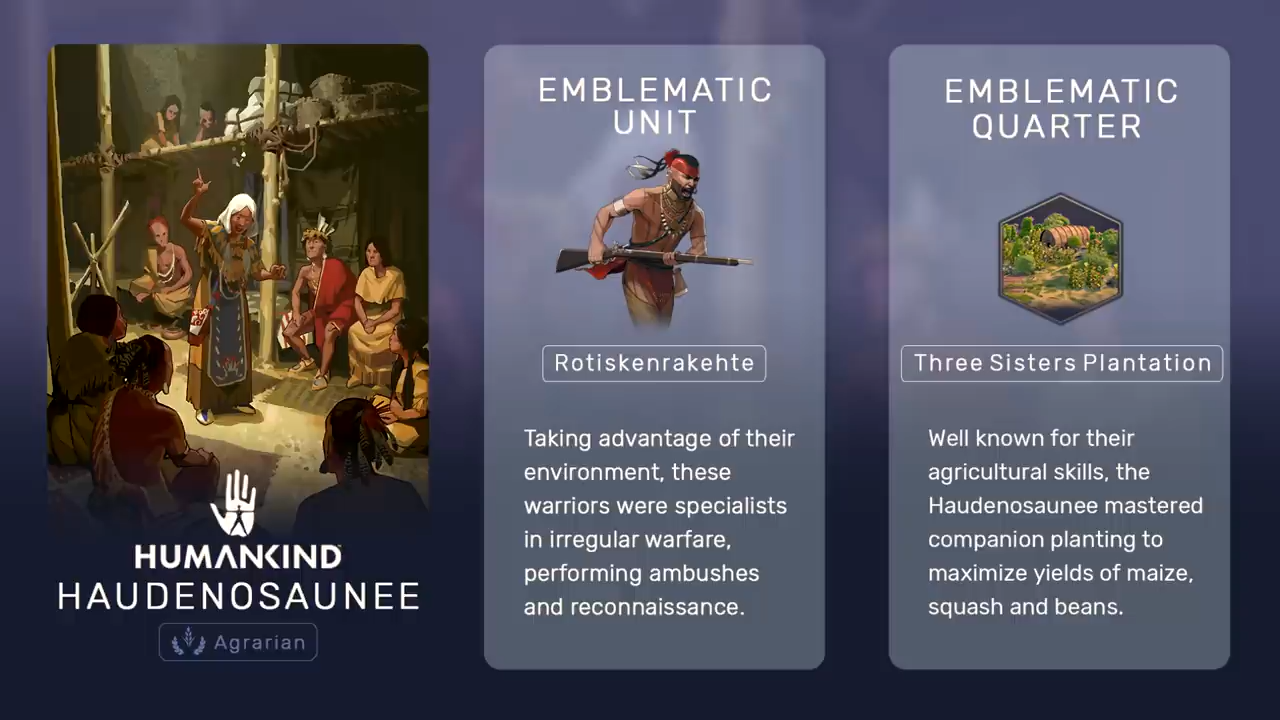 HUMANKIND
HAUDENOSAUNEE
Agrarian
EMBLEMATIC
UNIT
Rotiskenrakehte
Taking advantage of their
environment, these
warriors were specialists
in irregular warfare,
performing ambushes
and reconnaissance.
EMBLEMATIC
QUARTER
Three Sisters Plantation
Well known for their
agricultural skills, the
Haudenosaunee mastered
companion planting to
maximize yields of maize,
squash and beans.